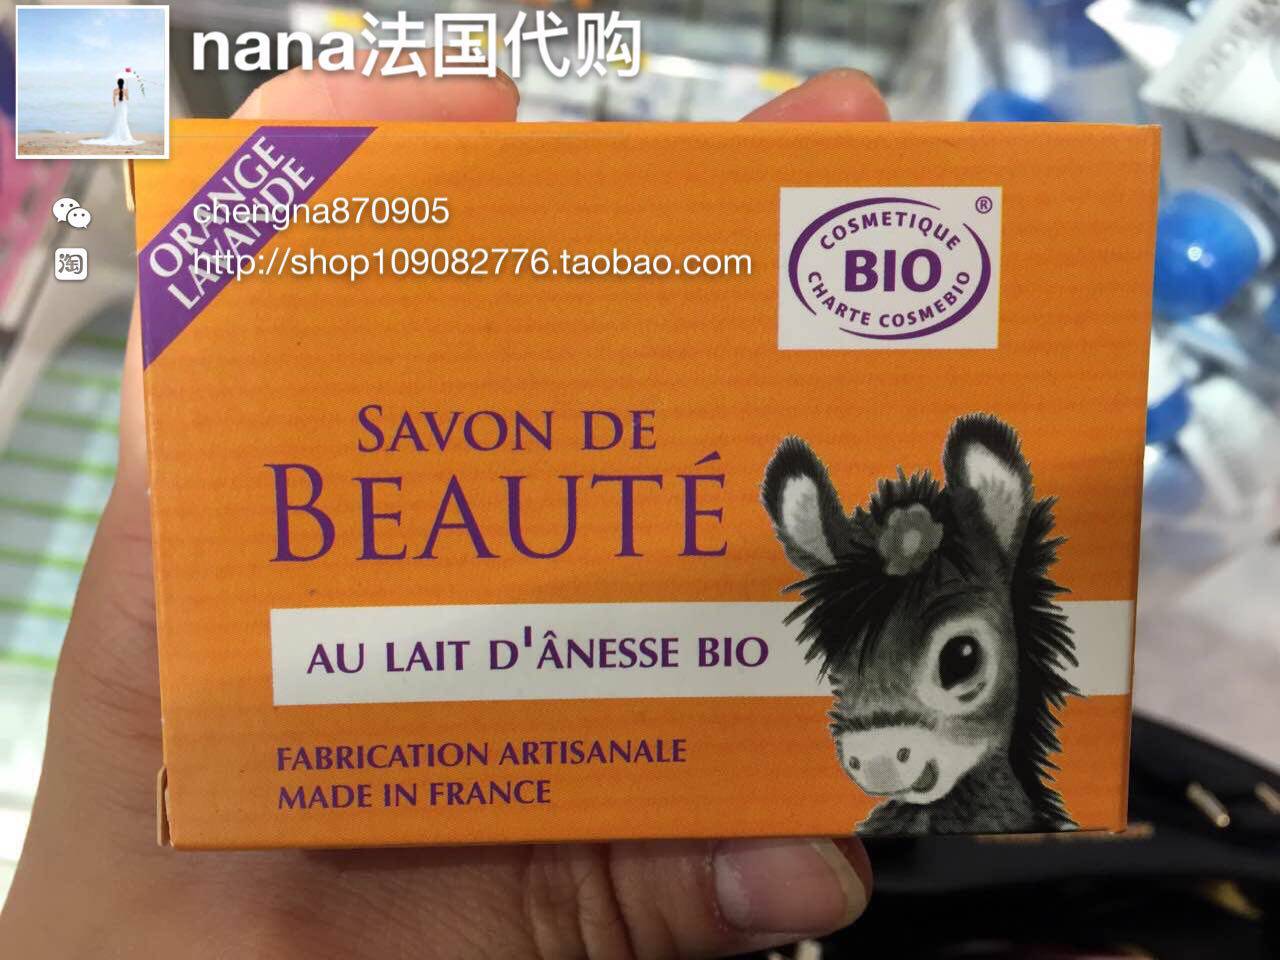 nana法国代购
chengna870905
http://shop109082776.taobao.com
淘
ORANGE
LAVANDE
COSMETIQUE
BIO
®
CHARTE COSMEBIO
SAVON DE
BEAUTÉ
AU LAIT D'ÂNESSE BIO
FABRICATION ARTISANALE
MADE IN FRANCE